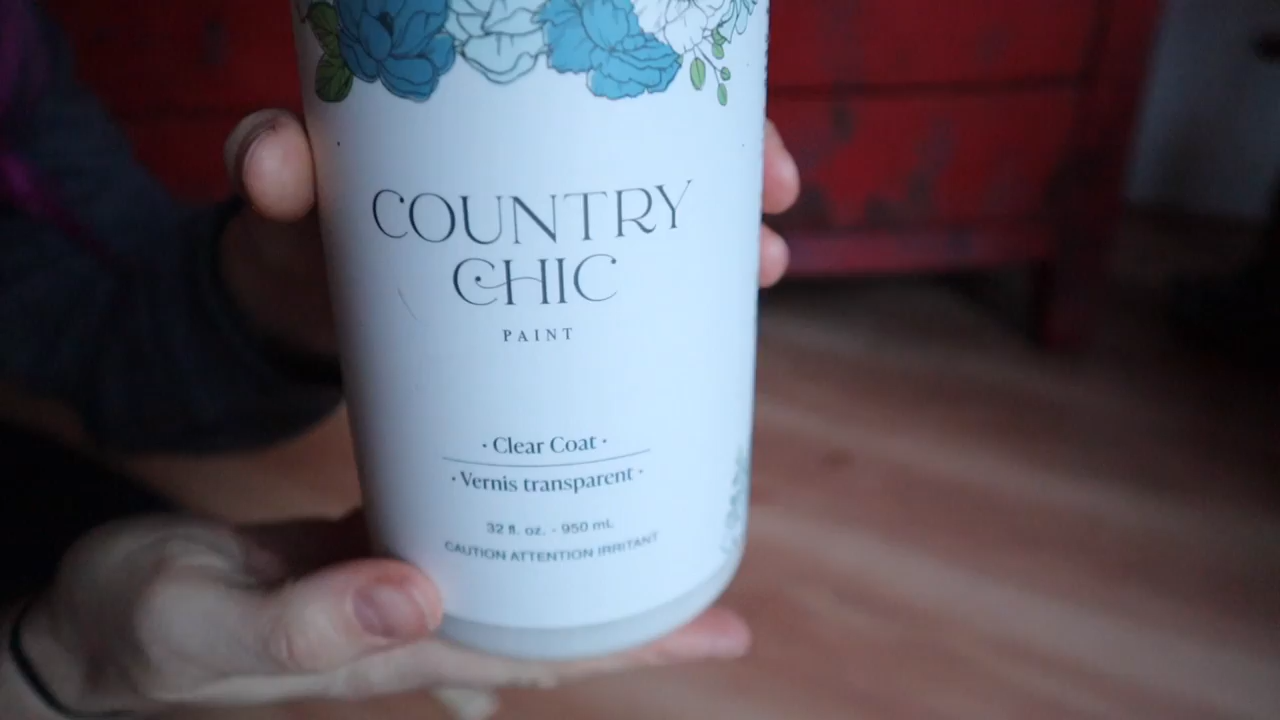 COUNTRY
CHIC
PAINT
· Clear Coat ·
· Vernis transparent ·
32 fl. oz. - 950 mL
CAUTION ATTENTION IRRITANT